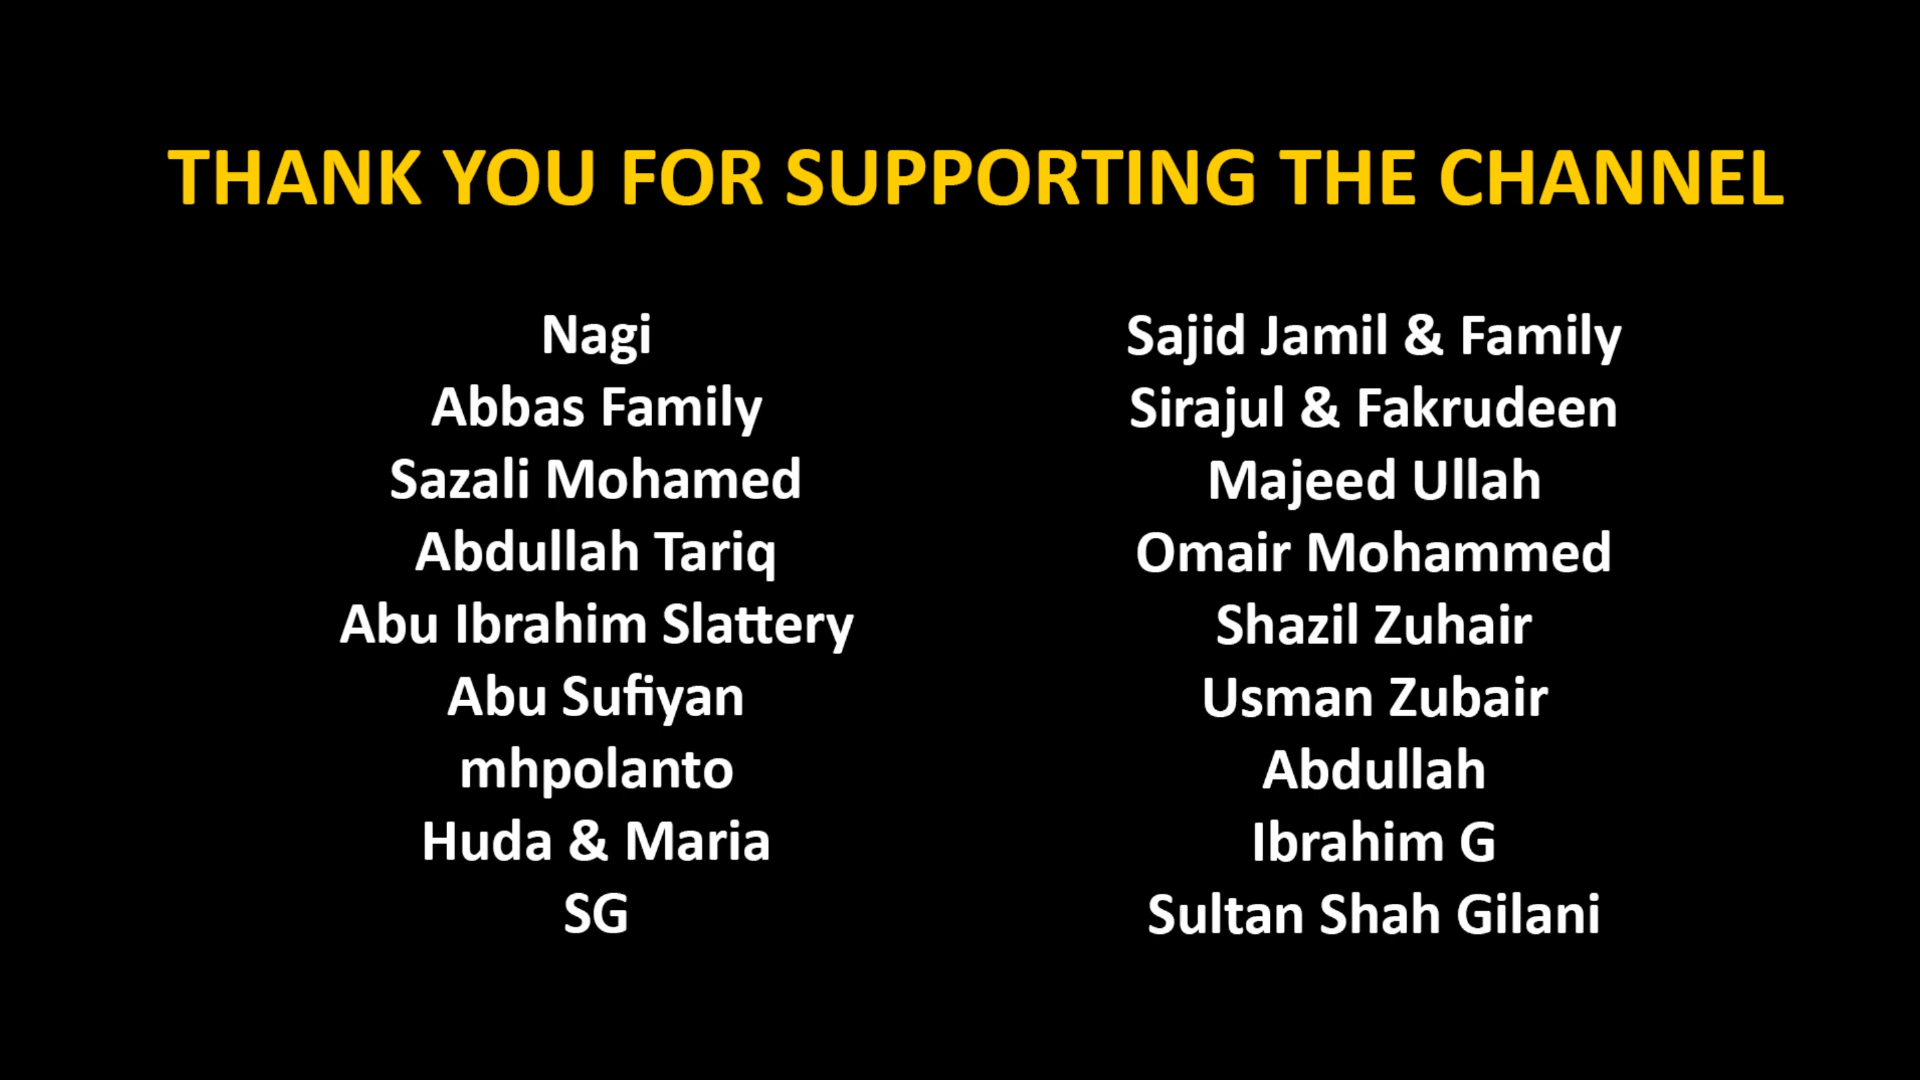 THANK YOU FOR SUPPORTING THE CHANNEL
Nagi
Abbas Family
Sazali Mohamed
Abdullah Tariq
Abu Ibrahim Slattery
Abu Sufiyan
mhpolanto
Huda & Maria
SG
Sajid Jamil & Family
Sirajul & Fakrudeen
Majeed Ullah
Omair Mohammed
Shazil Zuhair
Usman Zubair
Abdullah
Ibrahim G
Sultan Shah Gilani